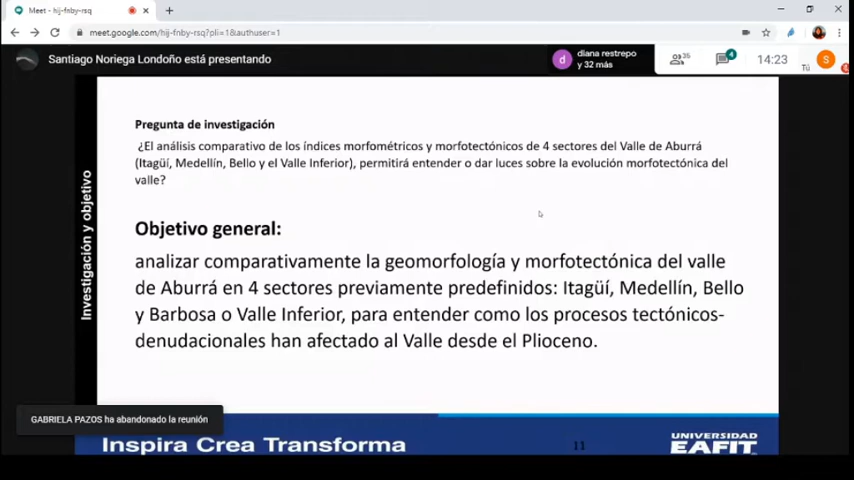 Meet - hij-fnby-rsq
meet.google.com/hij-fnby-rsq?pli=1&authuser=1
Santiago Noriega Londoño está presentando
diana restrepo
d
y 32 más
35
4
14:23
Tú
S
Pregunta de investigación
¿El análisis comparativo de los índices morfométricos y morfotectónicos de 4 sectores del Valle de Aburrá
(Itagüí, Medellín, Bello y el Valle Inferior), permitirá entender o dar luces sobre la evolución morfotectónica del
valle?
Investigación y objetivo
Objetivo general:
analizar comparativamente la geomorfología y morfotectónica del valle
de Aburrá en 4 sectores previamente predefinidos: Itagüí, Medellín, Bello
y Barbosa o Valle Inferior, para entender como los procesos tectónicos-
denudacionales han afectado al Valle desde el Plioceno.
GABRIELA PAZOS ha abandonado la reunión
Inspira Crea Transforma
11
UNIVERSIDAD
EAFIT